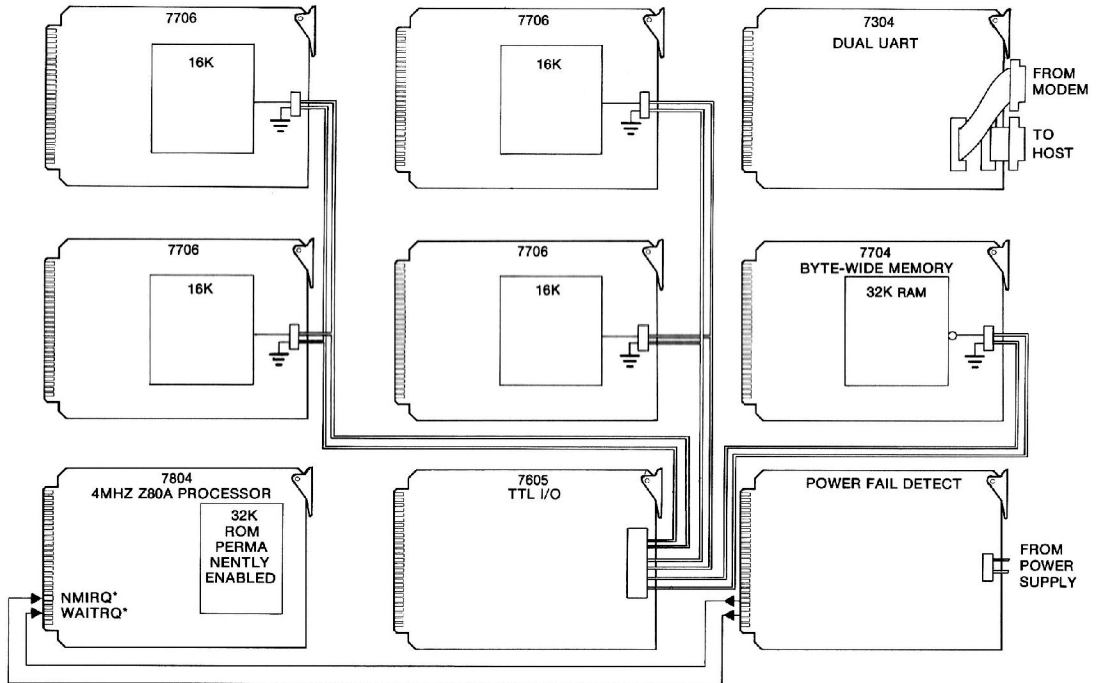 7706
16K
7706
16K
7304
DUAL UART
FROM
MODEM
TO
HOST
7706
16K
7706
16K
7704
BYTE-WIDE MEMORY
32K RAM
7804
4MHZ Z80A PROCESSOR
32K
ROM
PERMA
NENTLY
ENABLED
NMIRQ*
WAITRQ*
7605
TTL I/O
POWER FAIL DETECT
FROM
POWER
SUPPLY